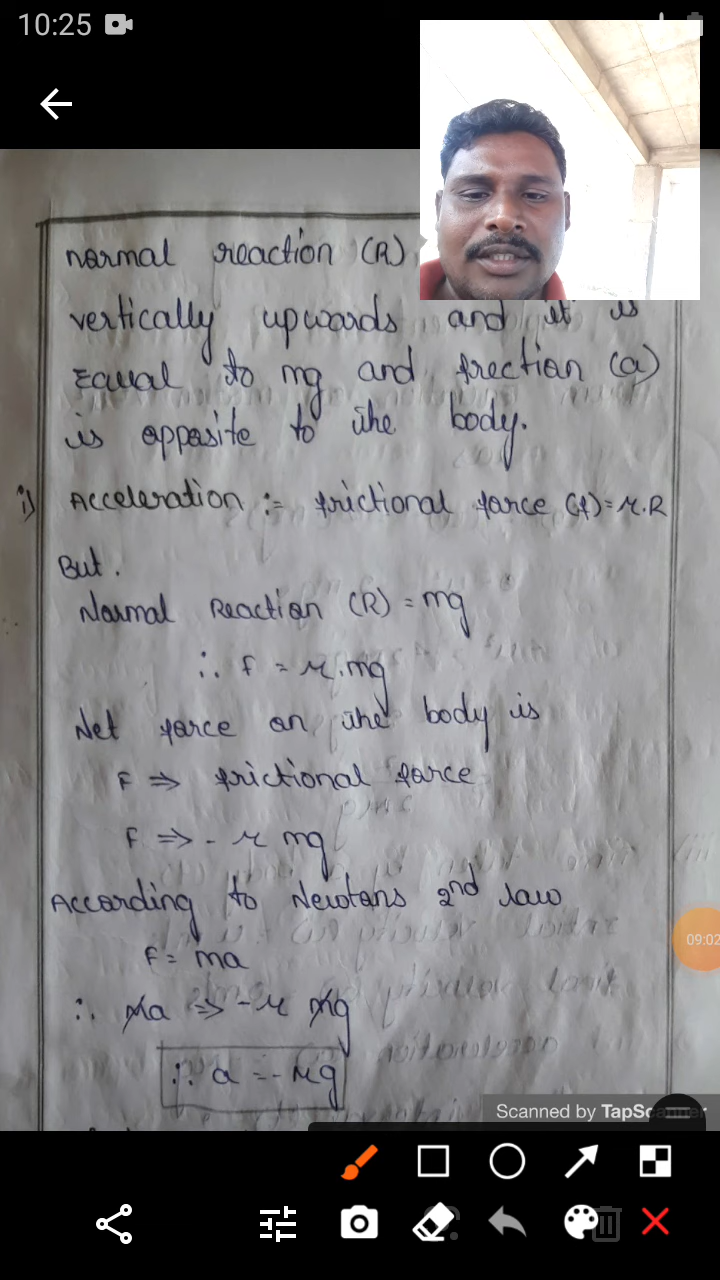 10:25
normal reaction (R)
vertically upwards and it is
Equal to mg and frection (a)
is opposite to the body.
i) Acceleration :- frictional force (f) = μ.R
But.
Normal Reaction (R) = mg
∴ f = μ.mg
Net force on the body is
F ⇒ frictional force
F ⇒ - μ mg
According to Newtons 2nd law
F = ma
∴ ma ⇒ - μ mg
∴ a = - μg
09:02
Scanned by TapScanner